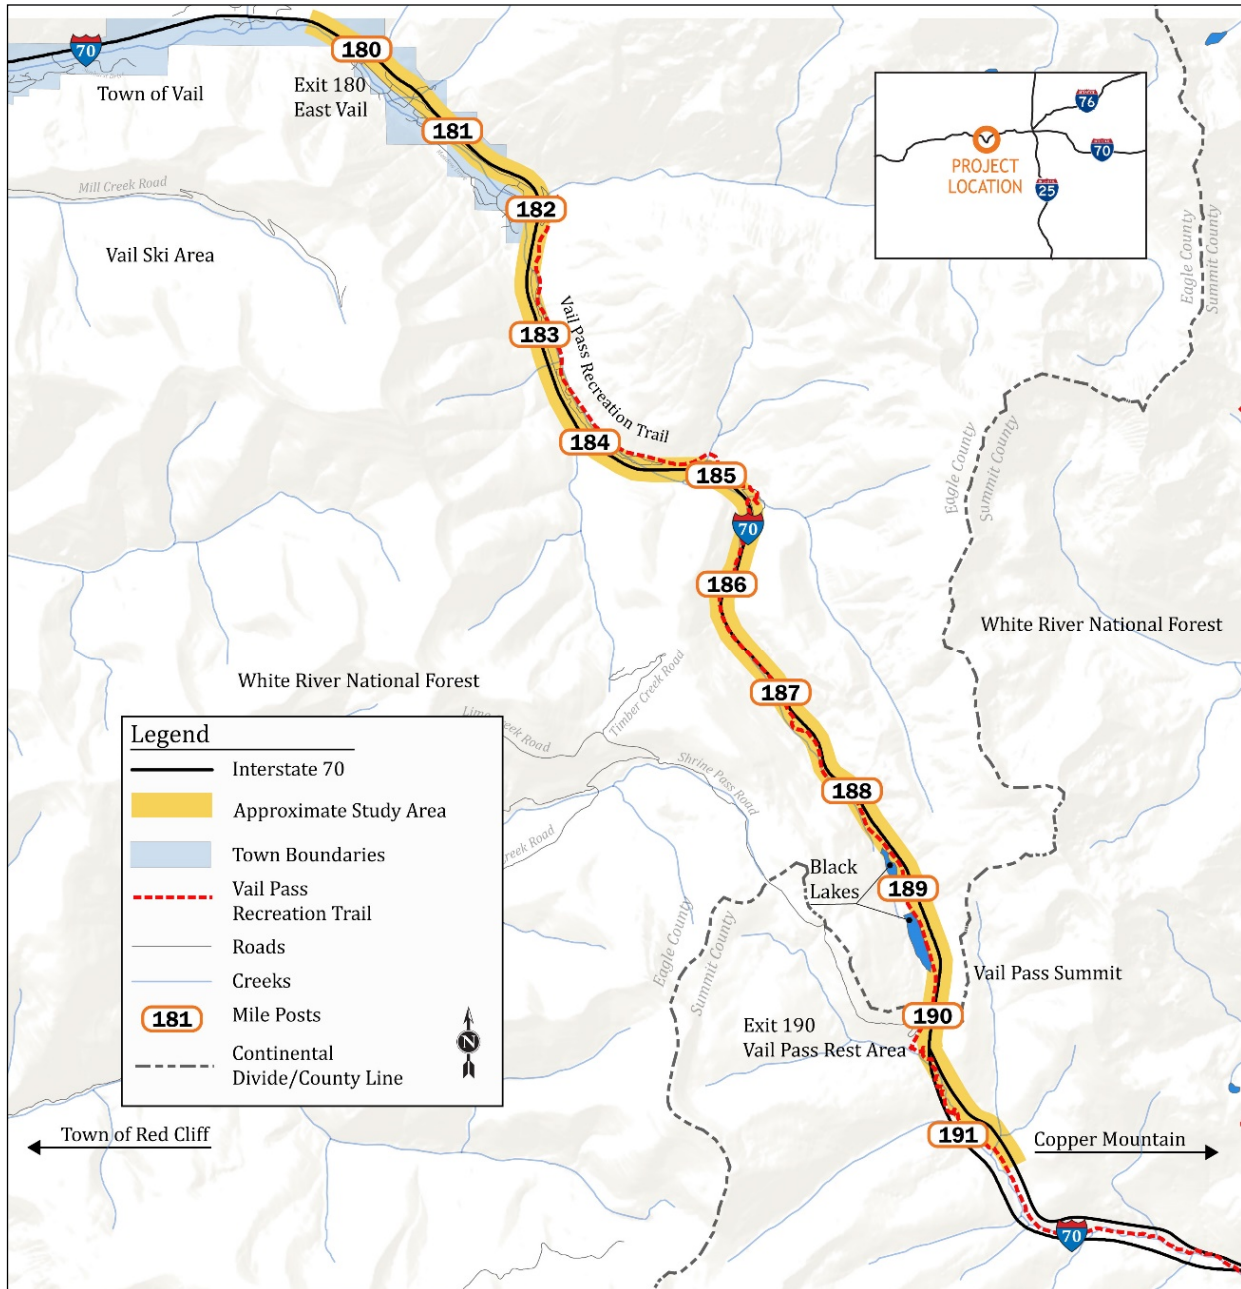 70
Town of Vail
180
Exit 180
East Vail
181
182
Mill Creek Road
Vail Ski Area
76
70
25
PROJECT
LOCATION
Eagle County
Summit County
183
Vail Pass Recreation Trail
184
185
70
186
Eagle County
Summit County
White River National Forest
White River National Forest
187
Timber Creek Road
Creek Road
Shrine Pass Road
188
Creek Road
Black
Lakes
189
Eagle County
Summit County
Vail Pass Summit
190
Exit 190
Vail Pass Rest Area
191
Copper Mountain
70
Legend
Interstate 70
Approximate Study Area
Town Boundaries
Vail Pass
Recreation Trail
Roads
Creeks
181
Mile Posts
N
Continental
Divide/County Line
Town of Red Cliff